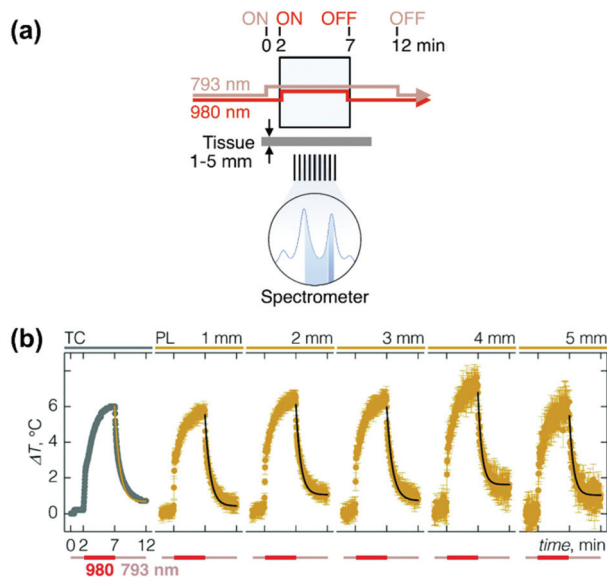 (a)
ON ON OFF OFF
0 2 7 12 min
793 nm
980 nm
Tissue
1-5 mm
Spectrometer
(b)
TC PL 1 mm 2 mm 3 mm 4 mm 5 mm
6
4
2
0
ΔT, °C
0 2 7 12 time, min
980 793 nm